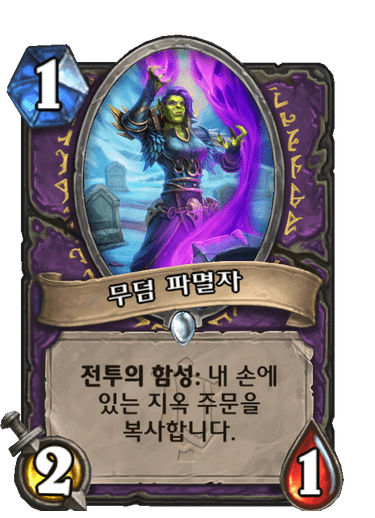 1
무덤 파멸자
전투의 함성: 내 손에
있는 지옥 주문을
복사합니다.
2
1